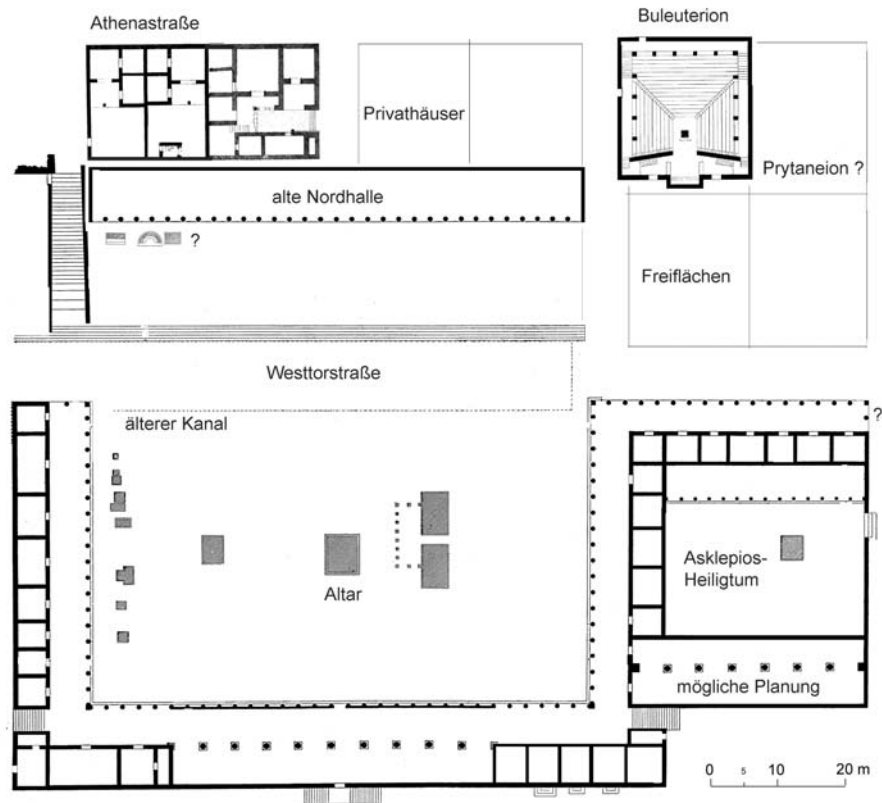 Athenastraße
Buleuterion
Privathäuser
Prytaneion ?
alte Nordhalle
?
Freiflächen
Westtorstraße
älterer Kanal
?
Asklepios-
Heiligtum
Altar
mögliche Planung
0 5 10 20 m